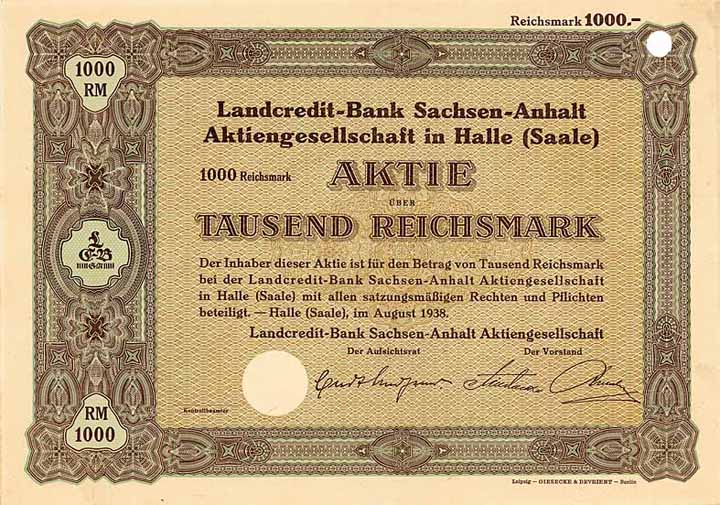 Reichsmark 1000.-
1000
RM
Landcredit-Bank Sachsen-Anhalt
Aktiengesellschaft in Halle (Saale)
1000 Reichsmark AKTIE
ÜBER
TAUSEND REICHSMARK
Der Inhaber dieser Aktie ist für den Betrag von Tausend Reichsmark
bei der Landcredit-Bank Sachsen-Anhalt Aktiengesellschaft
in Halle (Saale) mit allen satzungsmäßigen Rechten und Pflichten
beteiligt. — Halle (Saale), im August 1938.
Landcredit-Bank Sachsen-Anhalt Aktiengesellschaft
Der Aufsichtsrat Der Vorstand
Kontrollbeamter
RM
1000
Leipzig — GIESECKE & DEVRIENT — Berlin